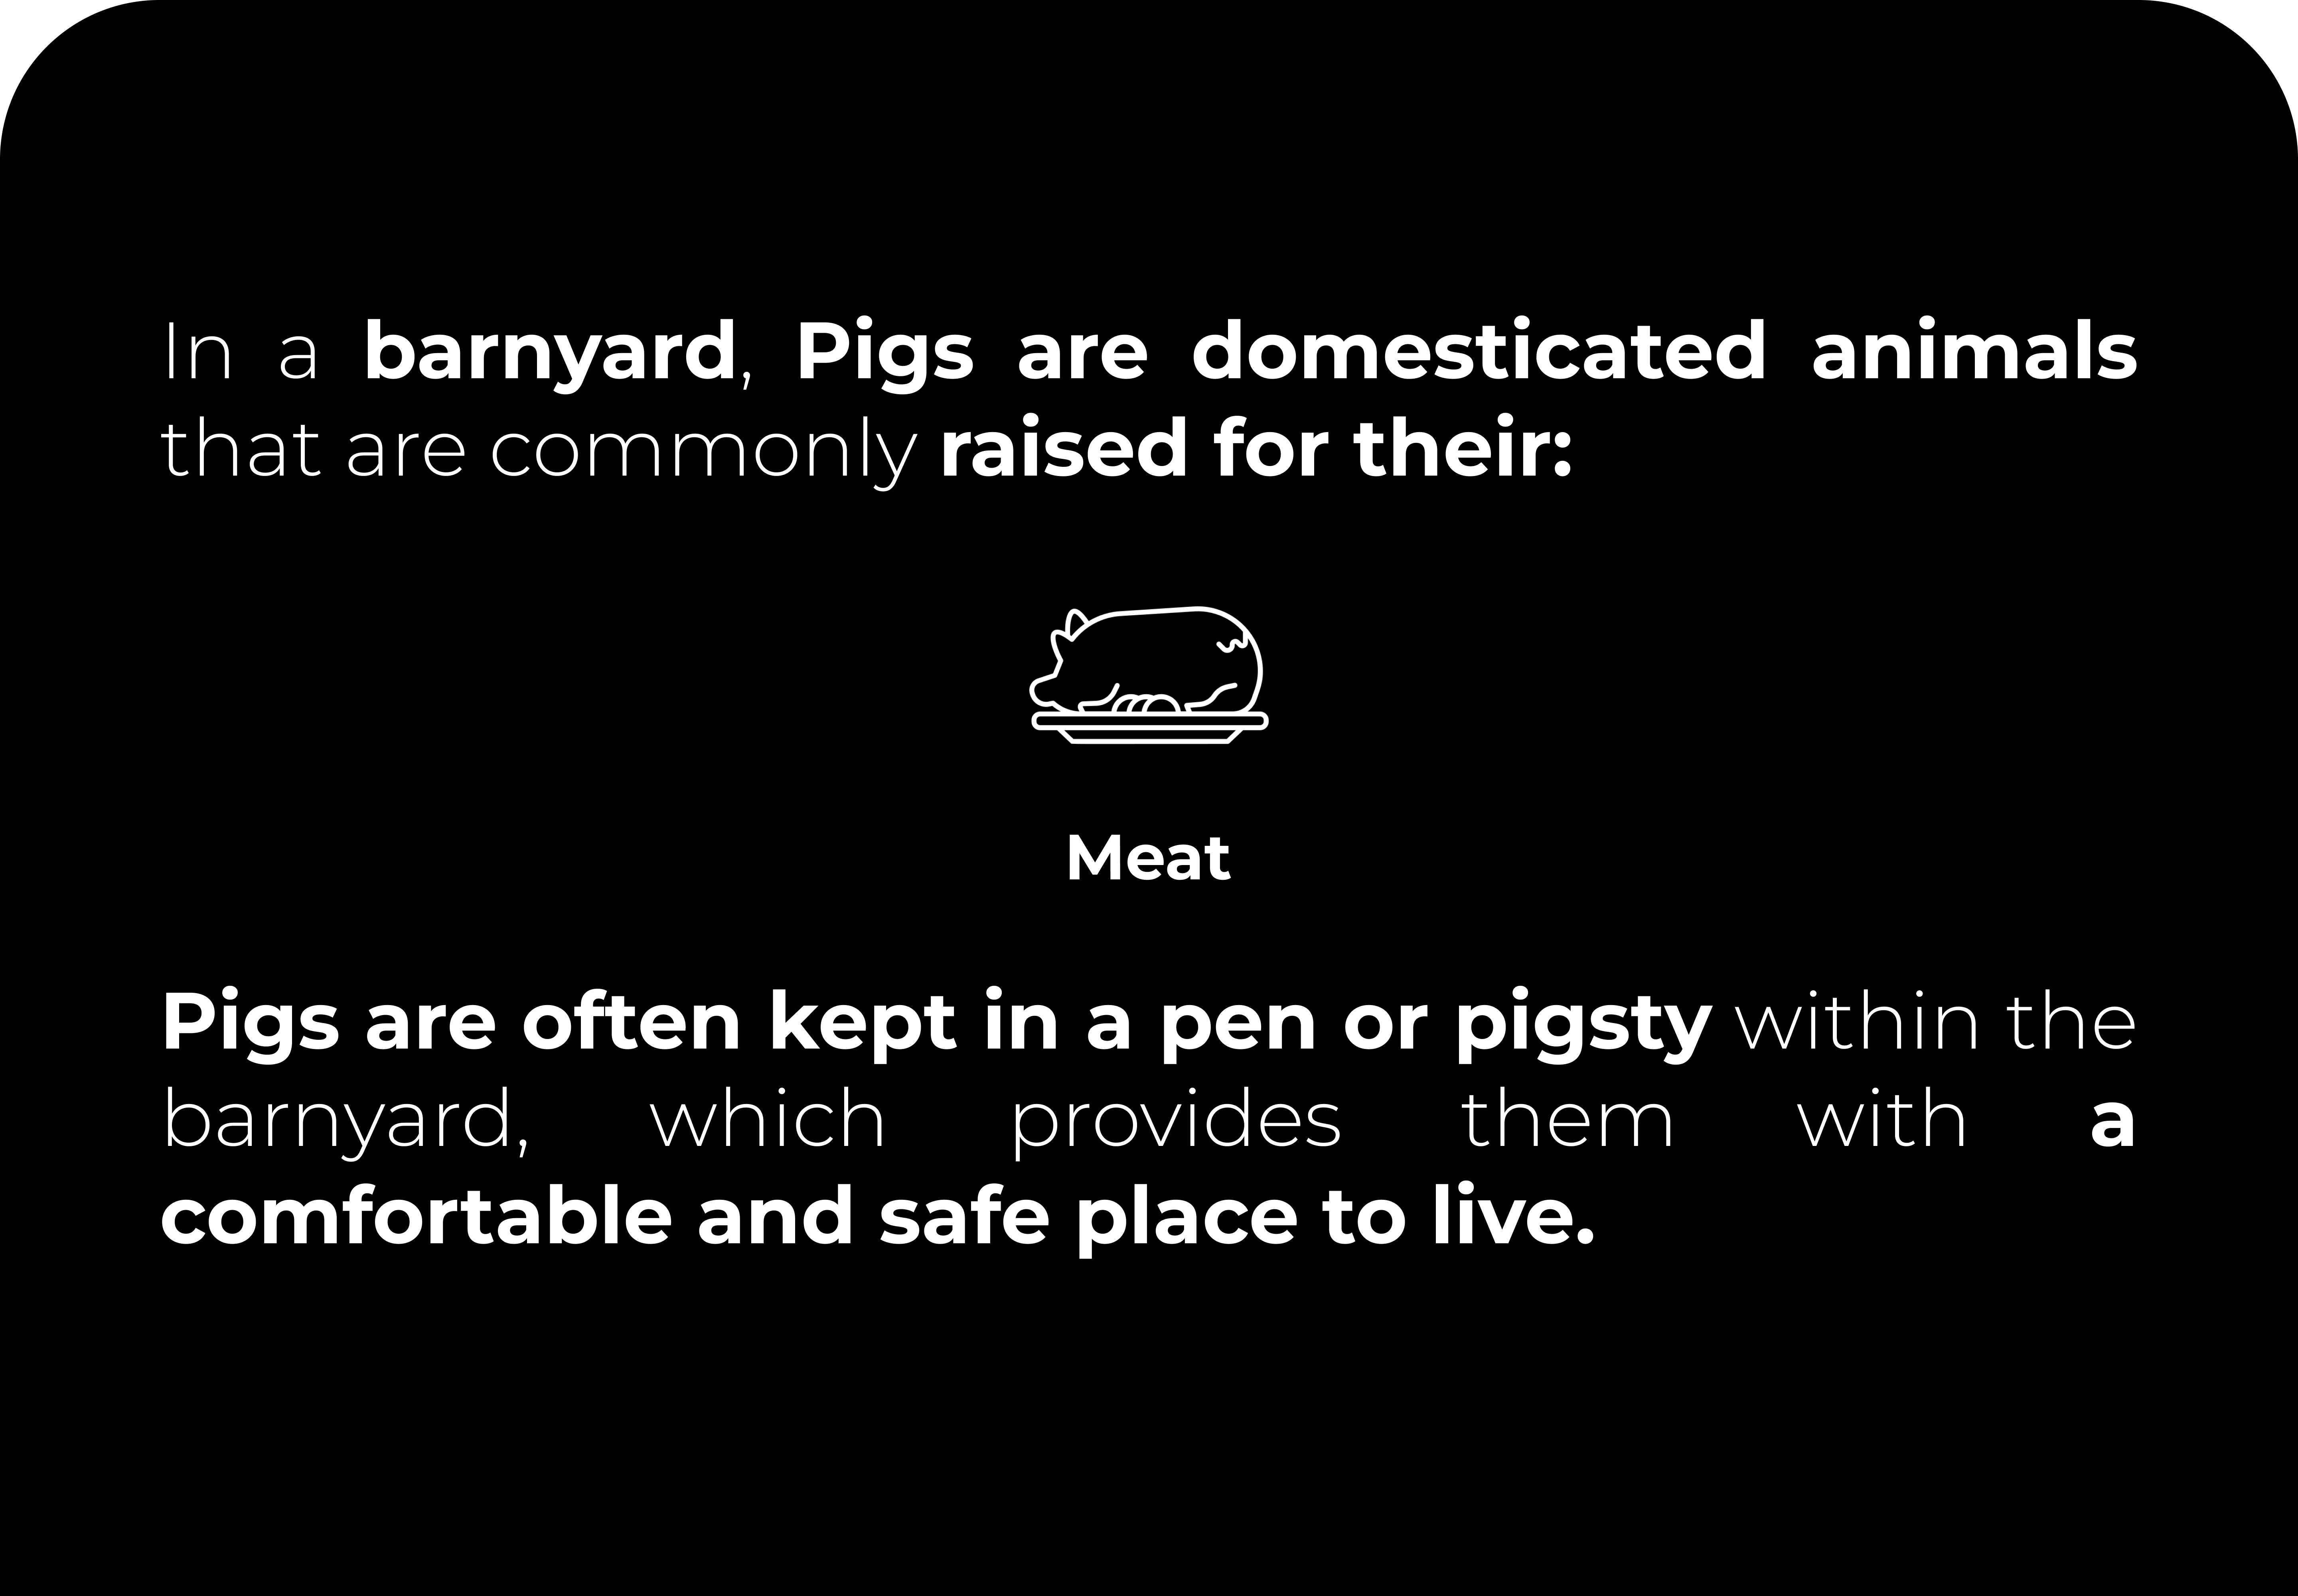 In a barnyard, Pigs are domesticated animals
that are commonly raised for their:
Meat
Pigs are often kept in a pen or pigsty within the
barnyard, which provides them with a
comfortable and safe place to live.